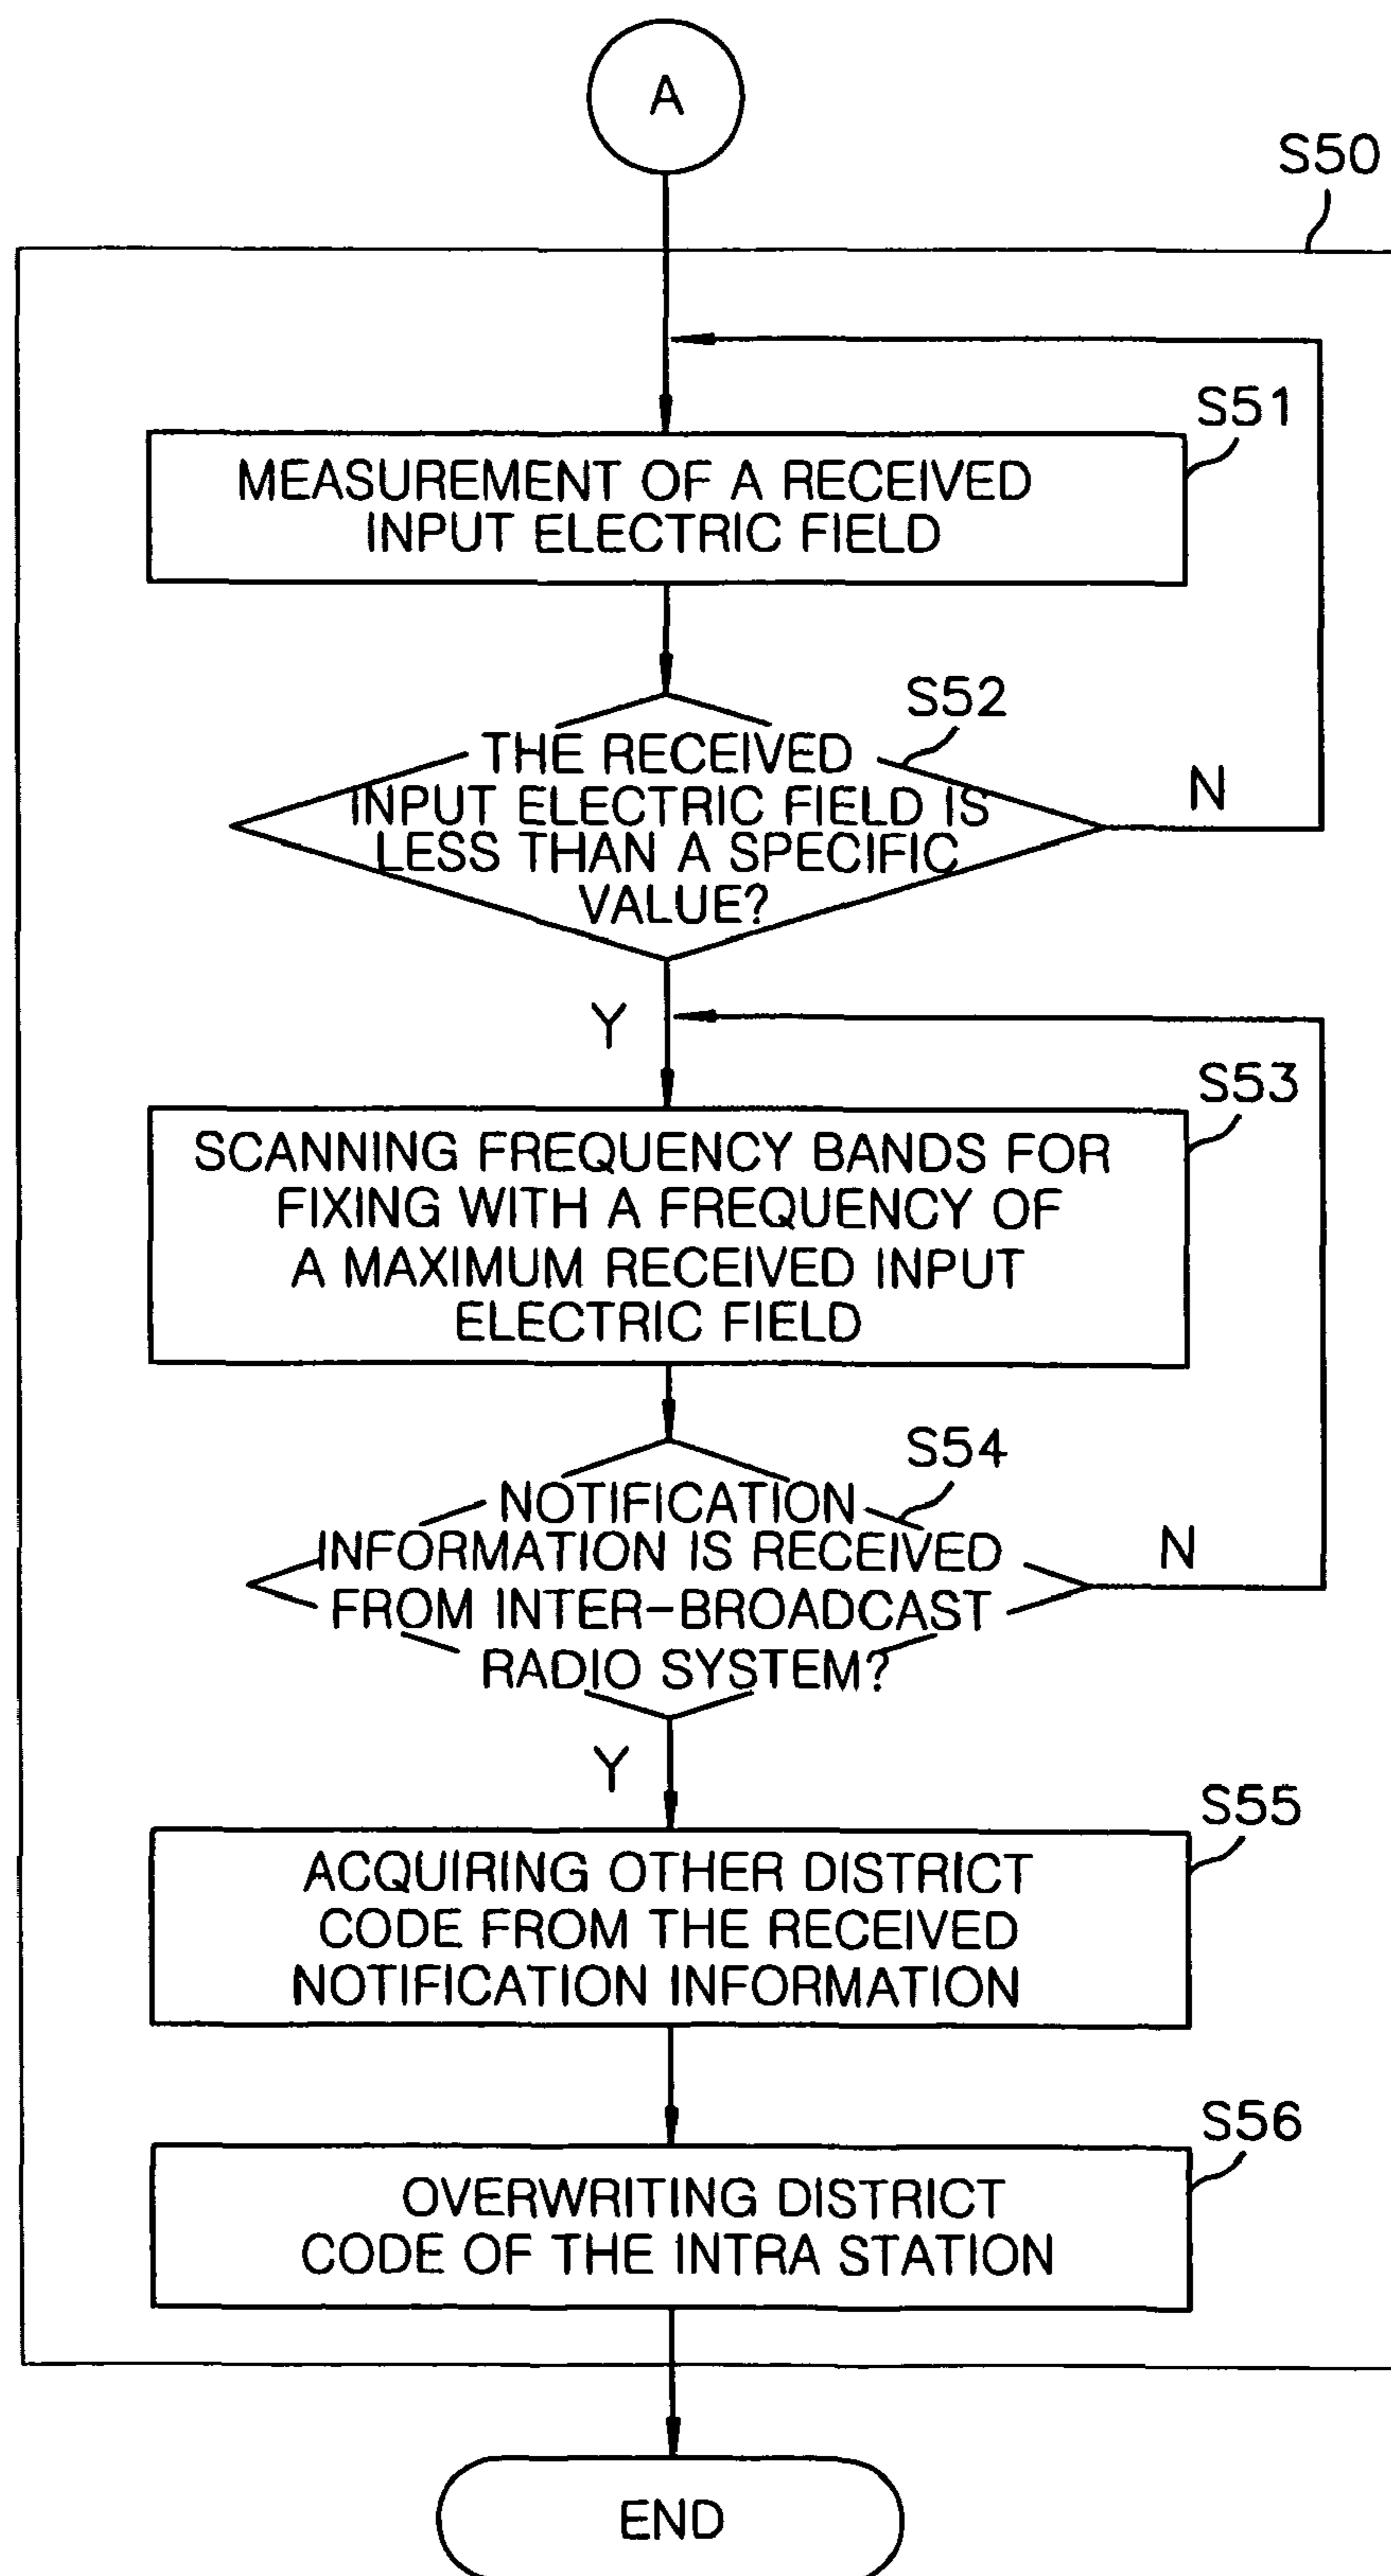 A
S50
S51
MEASUREMENT OF A RECEIVED
INPUT ELECTRIC FIELD
S52
THE RECEIVED
INPUT ELECTRIC FIELD IS
LESS THAN A SPECIFIC
VALUE?
N
Y
S53
SCANNING FREQUENCY BANDS FOR
FIXING WITH A FREQUENCY OF
A MAXIMUM RECEIVED INPUT
ELECTRIC FIELD
S54
NOTIFICATION
INFORMATION IS RECEIVED
FROM INTER-BROADCAST
RADIO SYSTEM?
N
Y
S55
ACQUIRING OTHER DISTRICT
CODE FROM THE RECEIVED
NOTIFICATION INFORMATION
S56
OVERWRITING DISTRICT
CODE OF THE INTRA STATION
END